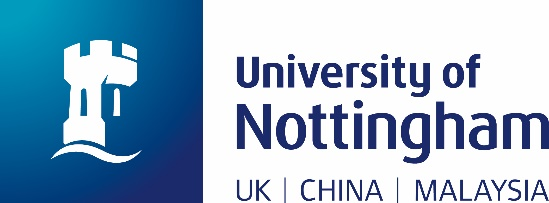 University of
Nottingham
UK | CHINA | MALAYSIA